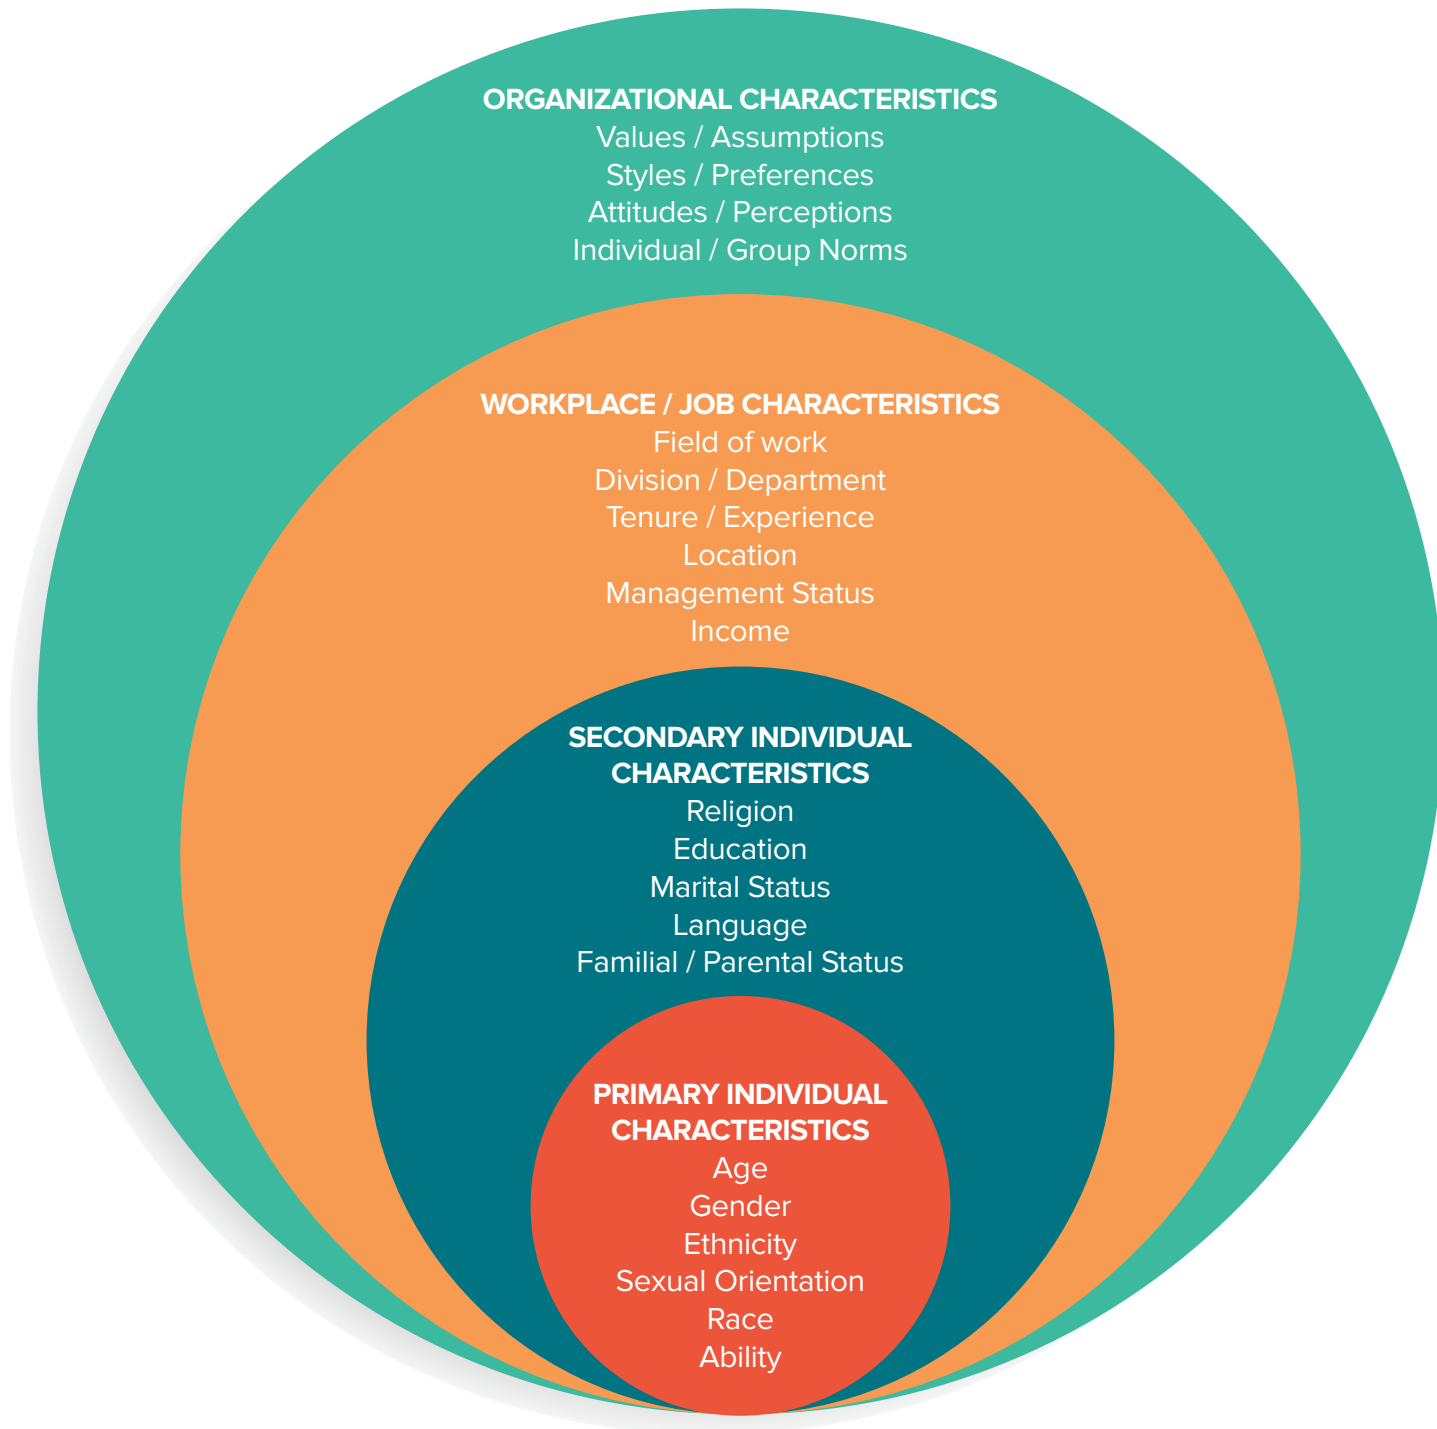 ORGANIZATIONAL CHARACTERISTICS
Values / Assumptions
Styles / Preferences
Attitudes / Perceptions
Individual / Group Norms
WORKPLACE / JOB CHARACTERISTICS
Field of work
Division / Department
Tenure / Experience
Location
Management Status
Income
SECONDARY INDIVIDUAL
CHARACTERISTICS
Religion
Education
Marital Status
Language
Familial / Parental Status
PRIMARY INDIVIDUAL
CHARACTERISTICS
Age
Gender
Ethnicity
Sexual Orientation
Race
Ability